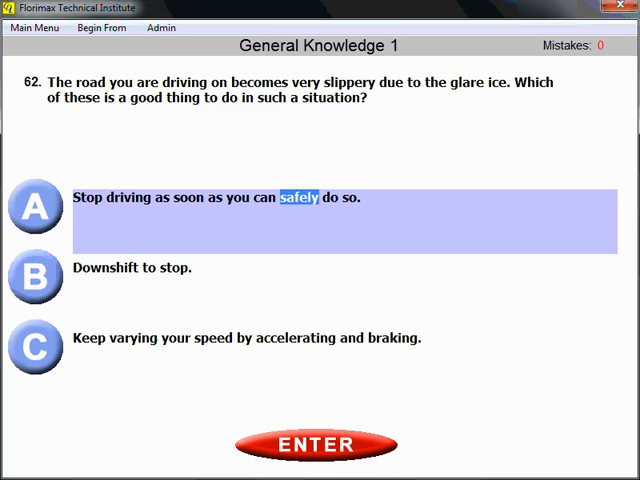 Florimax Technical Institute
Main Menu Begin From Admin
General Knowledge 1 Mistakes: 0
62. The road you are driving on becomes very slippery due to the glare ice. Which
of these is a good thing to do in such a situation?
A Stop driving as soon as you can safely do so.
B Downshift to stop.
C Keep varying your speed by accelerating and braking.
ENTER